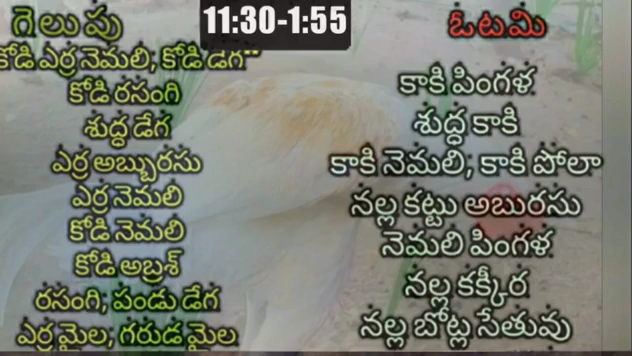 గెలుపు
11:30-1:55
ఓటమి
కోడి ఎర్ర నెమలి; కోడి డేగ
కోడి రసంగి
శుద్ధ డేగ
ఎర్ర అబ్బురసు
ఎర్ర నెమలి
కోడి నెమలి
కోడి అబ్రశ్
రసంగి; పండు డేగ
ఎర్ర మైల; గరుడ మైల
కాకి పింగళ
శుద్ధ కాకి
కాకి నెమలి; కాకి పోలా
నల్ల కట్టు అబురసు
నెమలి పింగళ
నల్ల కక్కీర
నల్ల బోట్ల సేతువు